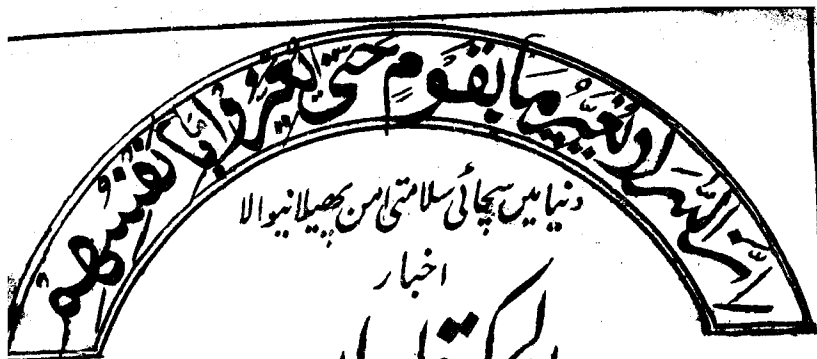 ان اللہ لا یغیر ما بقوم حتی یغیروا ما بانفسہم
دنیا میں سچائی سلامتی امن پھیلانیوالا
اخبار